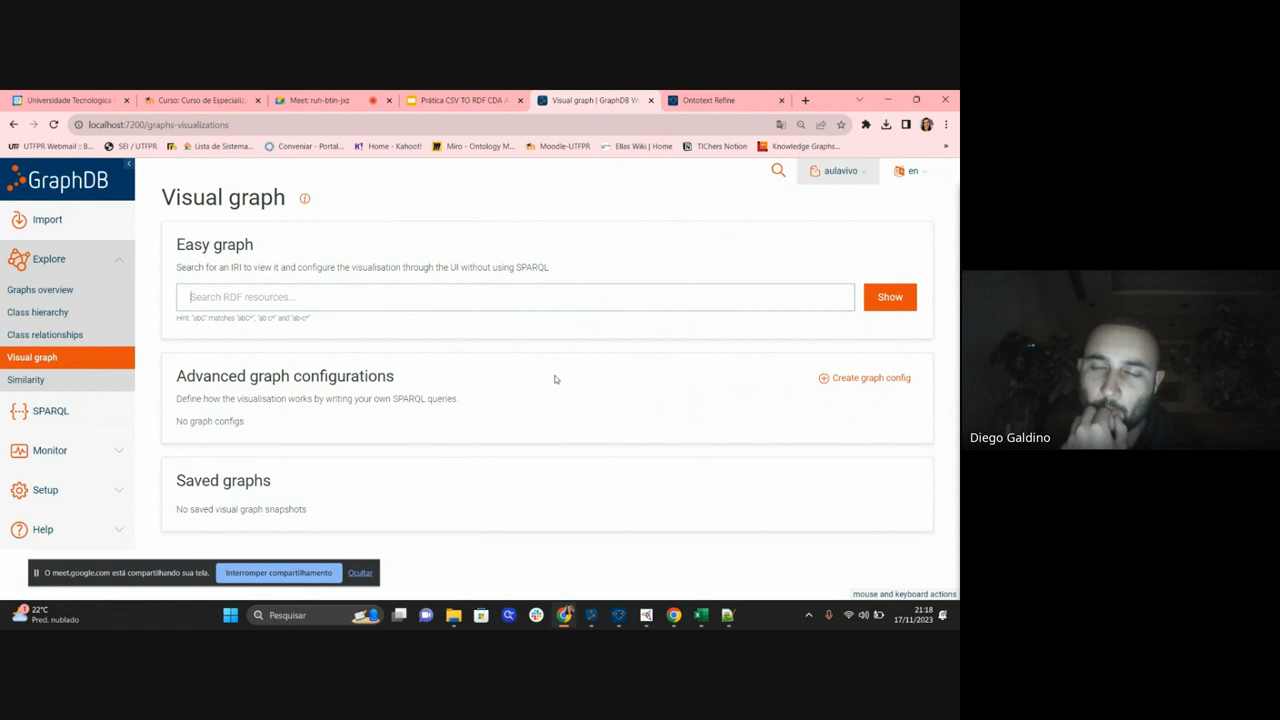 Universidade Tecnologica
Curso: Curso de Especializ
Meet: ruh-btin-jxz
Prática CSV TO RDF CDA A
Visual graph | GraphDB W
Ontotext Refine
localhost:7200/graphs-visualizations
UTFPR Webmail :: B...
SEI / UTFPR
Lista de Sistema...
Conveniar - Portal...
Home - Kahoot!
Miro - Ontology M...
Moodle-UTFPR
Ellas Wiki | Home
TIChers Notion
Knowledge Graphs...
»
GraphDB
aulavivo
en
Import
Explore
Graphs overview
Class hierarchy
Class relationships
Visual graph
Similarity
SPARQL
Monitor
Setup
Help
Visual graph
Easy graph
Search for an IRI to view it and configure the visualisation through the UI without using SPARQL
Search RDF resources...
Show
Hint: "abC" matches "abC*", "ab c*" and "ab-c*"
Advanced graph configurations
Create graph config
Define how the visualisation works by writing your own SPARQL queries
No graph configs
Saved graphs
No saved visual graph snapshots
O meet.google.com está compartilhando sua tela.
Interromper compartilhamento
Ocultar
mouse and keyboard actions
1
22°C
Pred. nublado
Pesquisar
21:18
17/11/2023
Diego Galdino